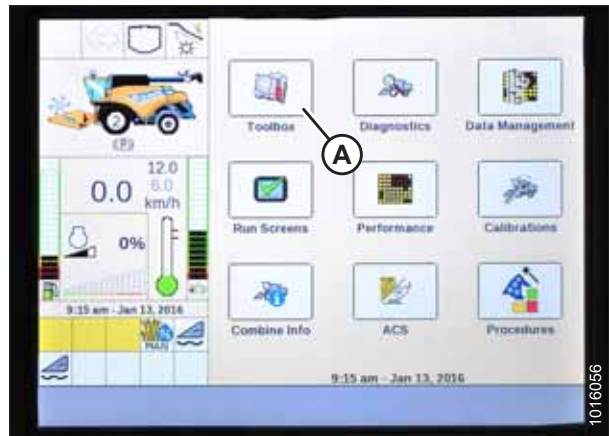 Toolbox
Diagnostics
Data Management
A
2
(P)
12.0
0.0
6.0
km/h
Run Screens
Performance
Calibrations
0%
9:15 am - Jan 13, 2016
MAN
Combine Info
ACS
Procedures
9:15 am - Jan 13, 2016
1016056